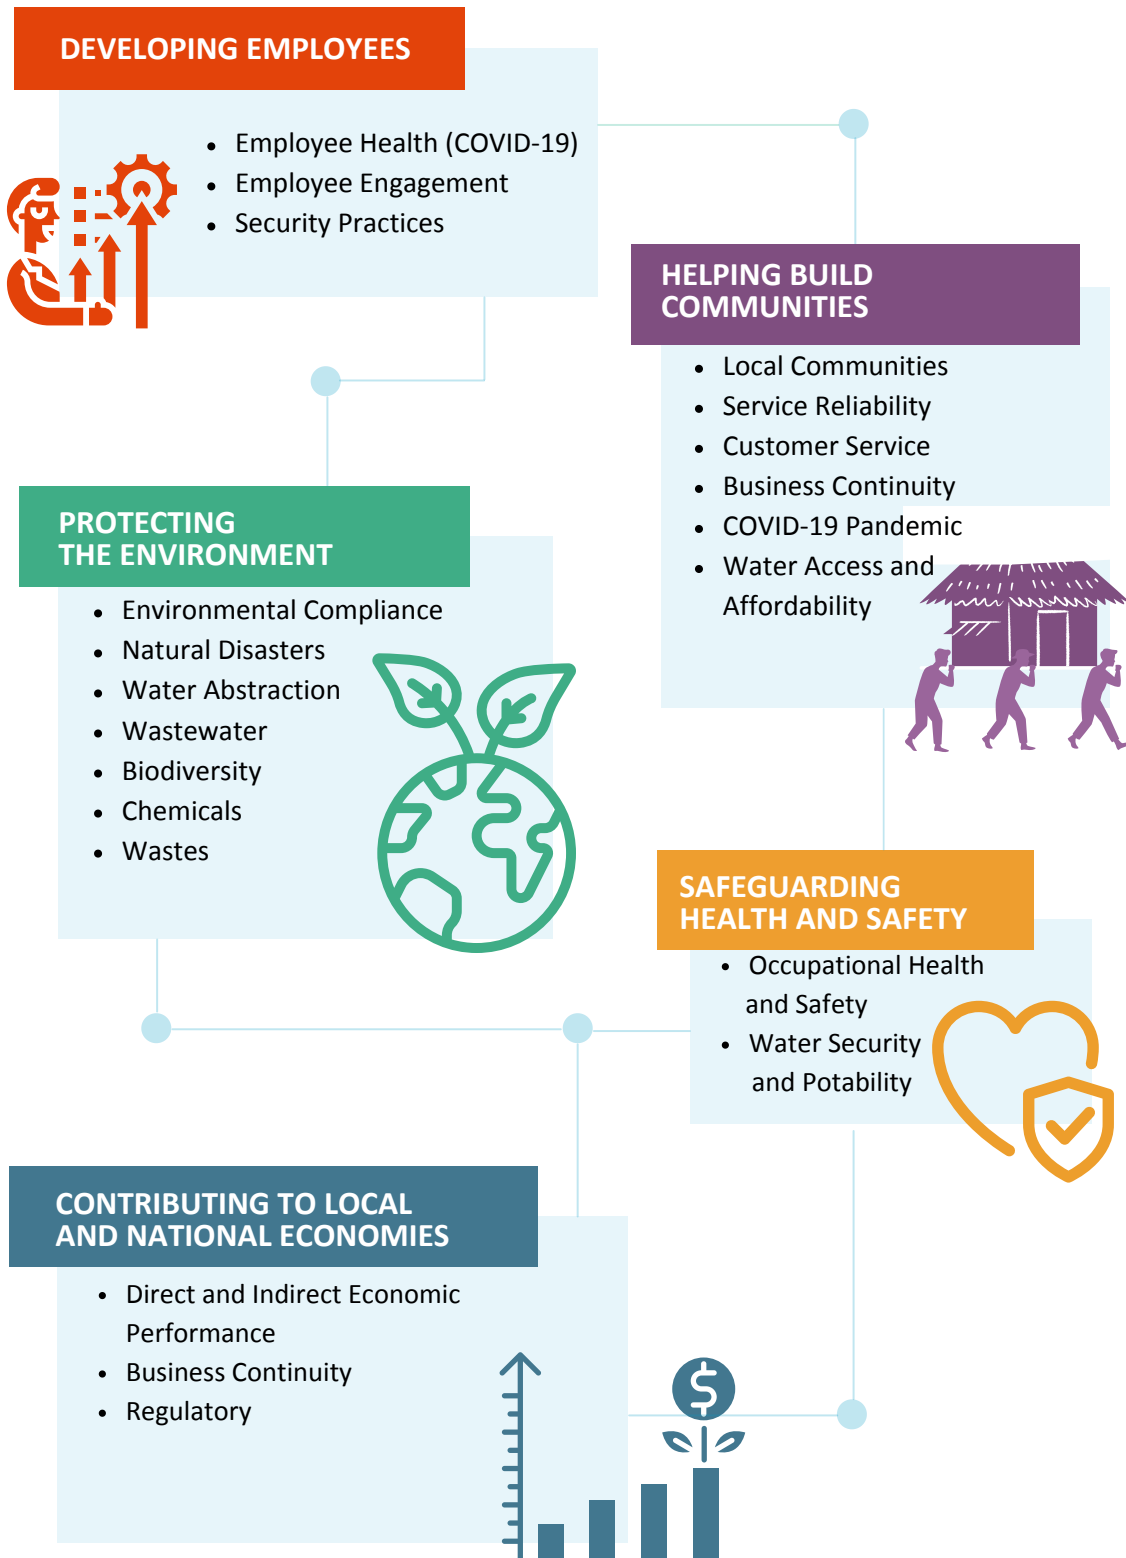 DEVELOPING EMPLOYEES
• Employee Health (COVID-19)
• Employee Engagement
• Security Practices
HELPING BUILD
COMMUNITIES
• Local Communities
• Service Reliability
• Customer Service
• Business Continuity
• COVID-19 Pandemic
• Water Access and
Affordability
PROTECTING
THE ENVIRONMENT
• Environmental Compliance
• Natural Disasters
• Water Abstraction
• Wastewater
• Biodiversity
• Chemicals
• Wastes
SAFEGUARDING
HEALTH AND SAFETY
• Occupational Health
and Safety
• Water Security
and Potability
CONTRIBUTING TO LOCAL
AND NATIONAL ECONOMIES
• Direct and Indirect Economic
Performance
• Business Continuity
• Regulatory
$